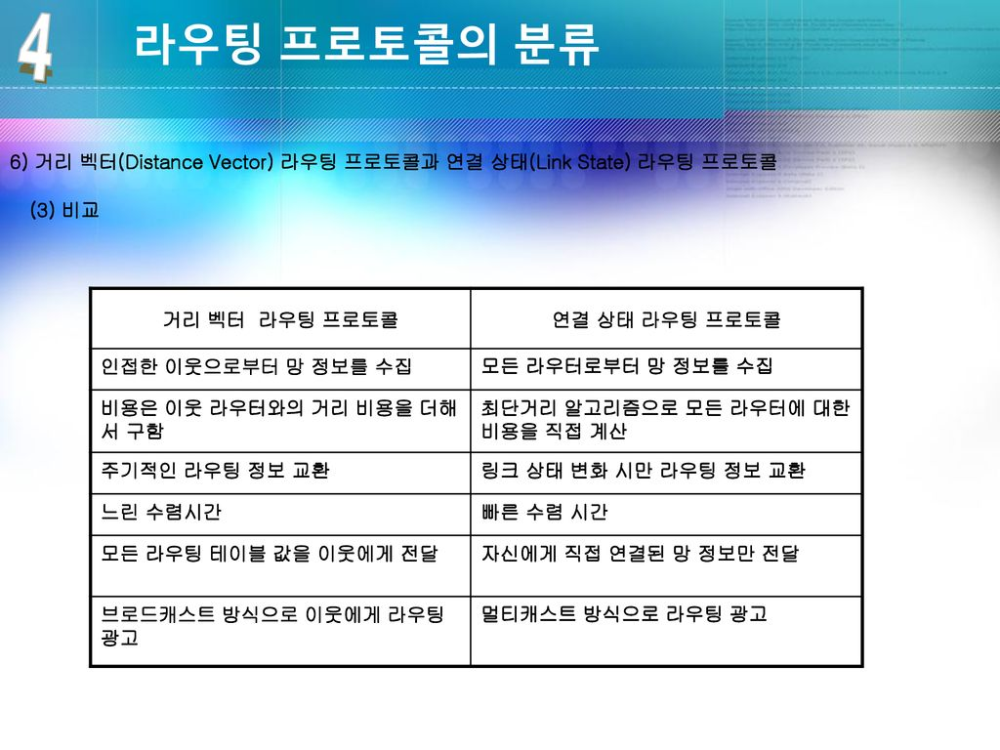 4
라우팅 프로토콜의 분류
6) 거리 벡터(Distance Vector) 라우팅 프로토콜과 연결 상태(Link State) 라우팅 프로토콜
(3) 비교
거리 벡터 라우팅 프로토콜
연결 상태 라우팅 프로토콜
인접한 이웃으로부터 망 정보를 수집
모든 라우터로부터 망 정보를 수집
비용은 이웃 라우터와의 거리 비용을 더해
서 구함
최단거리 알고리즘으로 모든 라우터에 대한
비용을 직접 계산
주기적인 라우팅 정보 교환
링크 상태 변화 시만 라우팅 정보 교환
느린 수렴시간
빠른 수렴 시간
모든 라우팅 테이블 값을 이웃에게 전달
자신에게 직접 연결된 망 정보만 전달
브로드캐스트 방식으로 이웃에게 라우팅
광고
멀티캐스트 방식으로 라우팅 광고